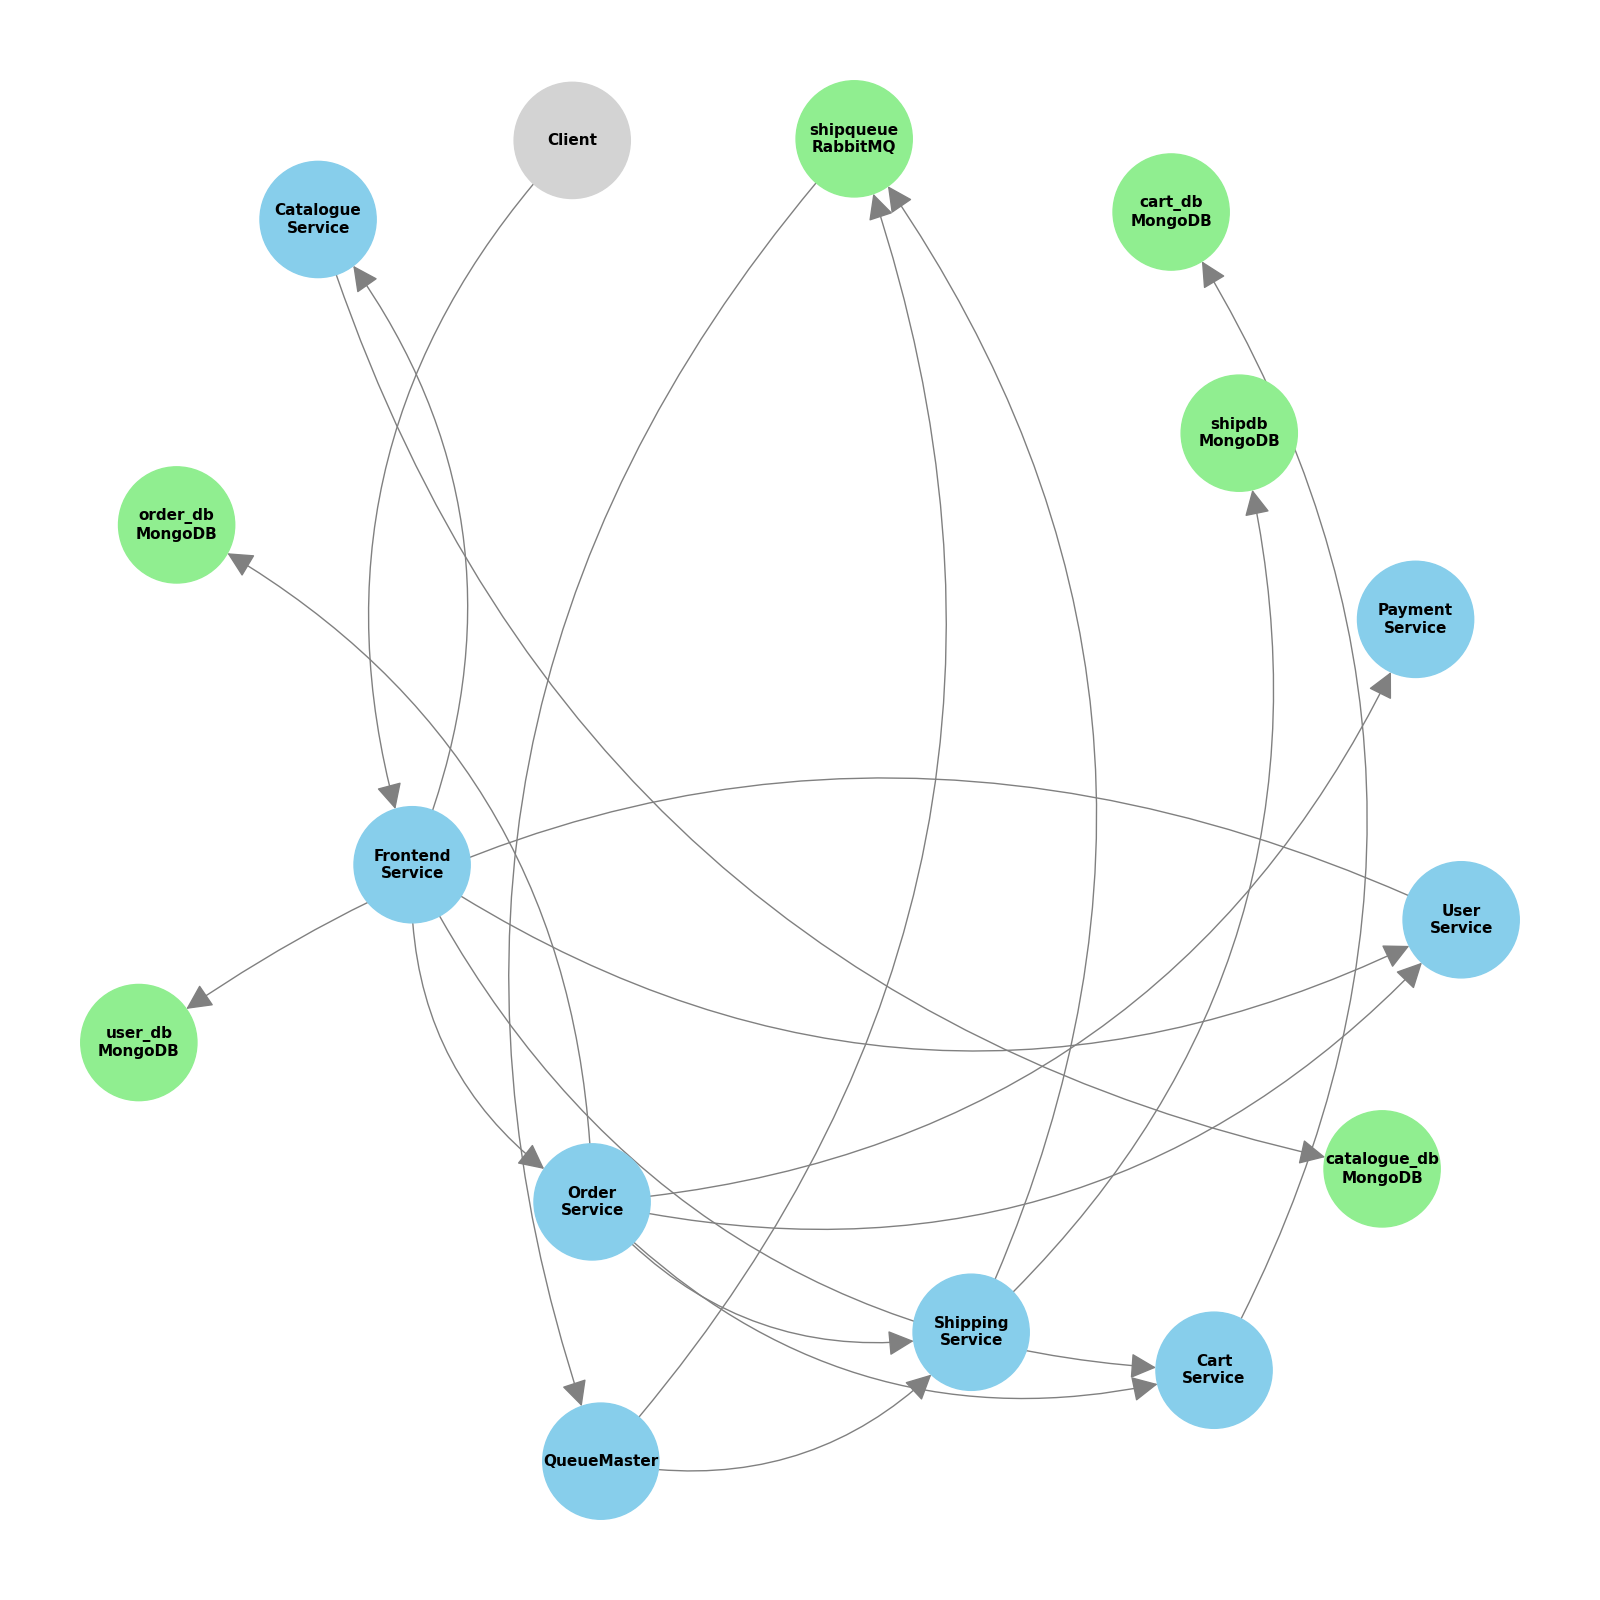 Client
shipqueue
RabbitMQ
cart_db
MongoDB
Catalogue
Service
shipdb
MongoDB
order_db
MongoDB
Payment
Service
Frontend
Service
User
Service
user_db
MongoDB
catalogue_db
MongoDB
Order
Service
Shipping
Service
Cart
Service
QueueMaster